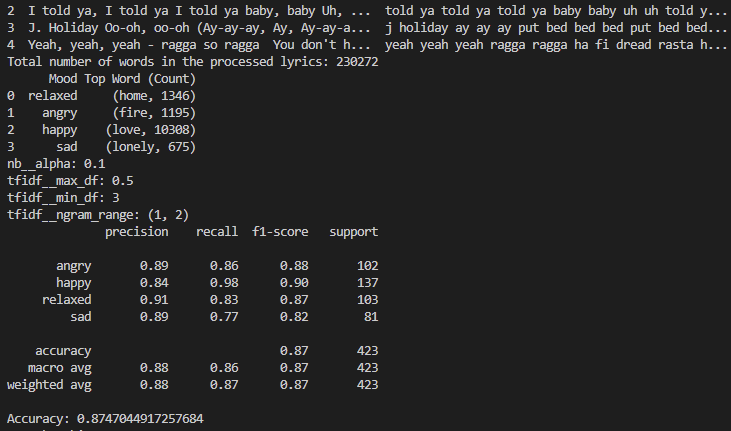 2  I told ya, I told ya I told ya baby, baby Uh, ...  told ya told ya told ya baby baby uh uh told y...
3  J. Holiday Oo-oh, oo-oh (Ay-ay-ay, Ay, Ay-ay-a...  j holiday ay ay ay put bed bed bed put bed bed...
4  Yeah, yeah, yeah - ragga so ragga  You don't h...  yeah yeah yeah ragga ragga ha fi dread rasta h...
Total number of words in the processed lyrics: 230272
      Mood Top Word (Count)
0  relaxed     (home, 1346)
1    angry     (fire, 1195)
2    happy    (love, 10308)
3      sad    (lonely, 675)
nb__alpha: 0.1
tfidf__max_df: 0.5
tfidf__min_df: 3
tfidf__ngram_range: (1, 2)
              precision    recall  f1-score   support
       angry       0.89      0.86      0.88       102
       happy       0.84      0.98      0.90       137
     relaxed       0.91      0.83      0.87       103
         sad       0.89      0.77      0.82        81
    accuracy                           0.87       423
   macro avg       0.88      0.86      0.87       423
weighted avg       0.88      0.87      0.87       423
Accuracy: 0.8747044917257684